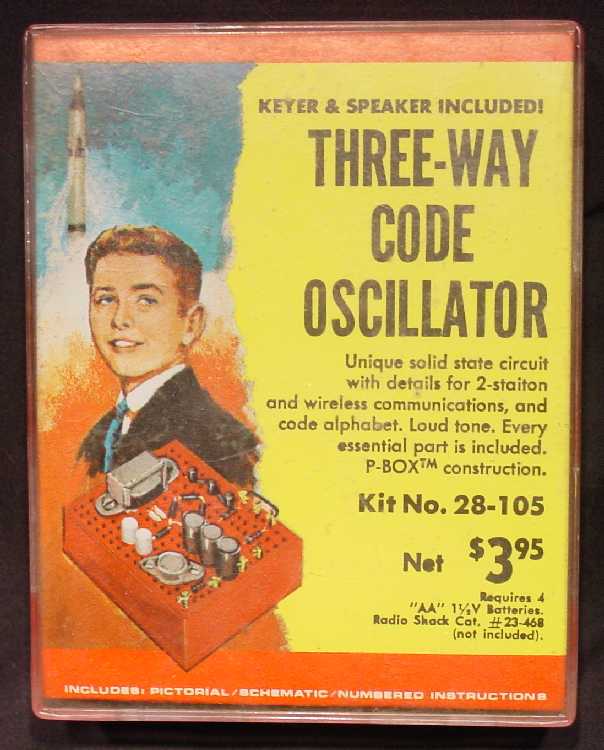 KEYER & SPEAKER INCLUDED!
THREE-WAY
CODE
OSCILLATOR
Unique solid state circuit
with details for 2-staiton
and wireless communications, and
code alphabet. Loud tone. Every
essential part is included.
P-BOX™ construction.
Kit No. 28-105
Net $3.95
Requires 4
"AA" 1½V Batteries.
Radio Shack Cat. #23-468
(not included).
INCLUDES: PICTORIAL/SCHEMATIC/NUMBERED INSTRUCTIONS